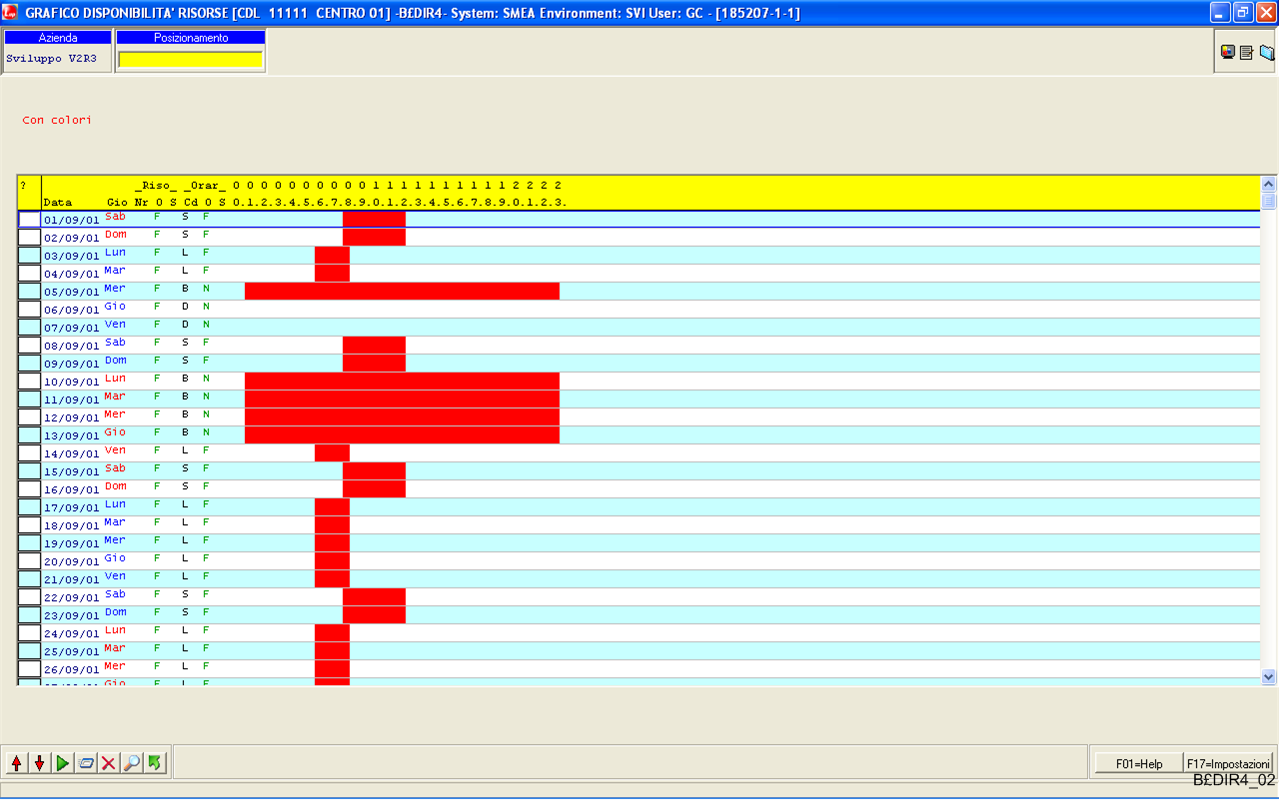 GRAFICO DISPONIBILITA' RISORSE [CDL 11111 CENTRO 01] -B£DIR4- System: SMEA Environment: SVI User: GC - [185207-1-1]
Azienda Posizionamento
Sviluppo V2R3
Con colori
? _Riso_ _Orar_ 0 0 0 0 0 0 0 0 0 0 1 1 1 1 1 1 1 1 1 1 2 2 2 2
Data Gio Nr O S Cd O S 0.1.2.3.4.5.6.7.8.9.0.1.2.3.4.5.6.7.8.9.0.1.2.3.
01/09/01 Sab F S F
02/09/01 Dom F S F
03/09/01 Lun F L F
04/09/01 Mar F L F
05/09/01 Mer F B N
06/09/01 Gio F D N
07/09/01 Ven F D N
08/09/01 Sab F S F
09/09/01 Dom F S F
10/09/01 Lun F B N
11/09/01 Mar F B N
12/09/01 Mer F B N
13/09/01 Gio F B N
14/09/01 Ven F L F
15/09/01 Sab F S F
16/09/01 Dom F S F
17/09/01 Lun F L F
18/09/01 Mar F L F
19/09/01 Mer F L F
20/09/01 Gio F L F
21/09/01 Ven F L F
22/09/01 Sab F S F
23/09/01 Dom F S F
24/09/01 Lun F L F
25/09/01 Mar F L F
26/09/01 Mer F L F
Gio F L F
F01=Help F17=Impostazioni
B£DIR4_02